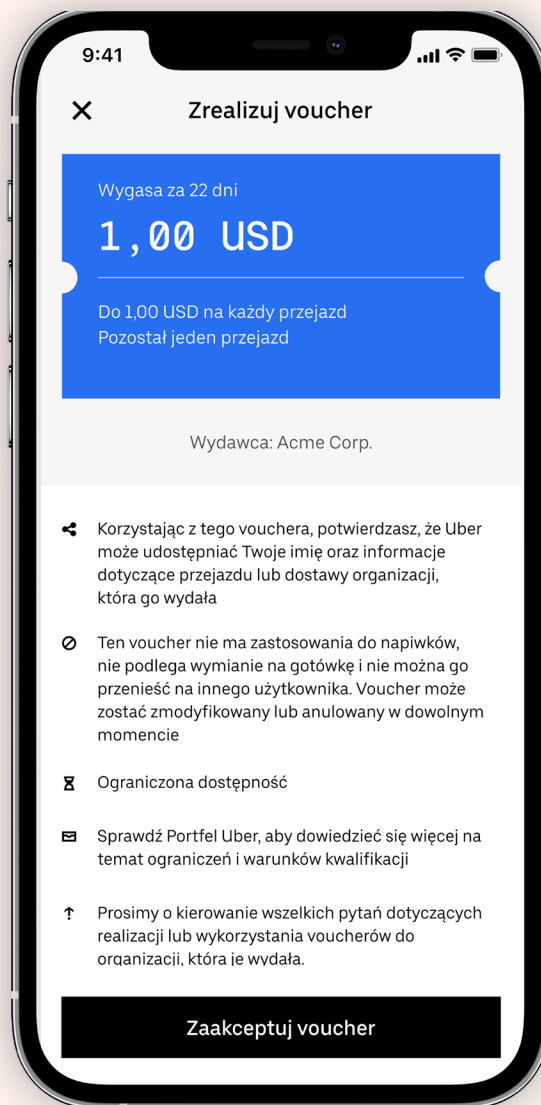 9:41
Zrealizuj voucher
Wygasa za 22 dni
1,00 USD
Do 1,00 USD na każdy przejazd
Pozostał jeden przejazd
Wydawca: Acme Corp.
Korzystając z tego vouchera, potwierdzasz, że Uber
może udostępniać Twoje imię oraz informacje
dotyczące przejazdu lub dostawy organizacji,
która go wydała
Ten voucher nie ma zastosowania do napiwków,
nie podlega wymianie na gotówkę i nie można go
przenieść na innego użytkownika. Voucher może
zostać zmodyfikowany lub anulowany w dowolnym
momencie
Ograniczona dostępność
Sprawdź Portfel Uber, aby dowiedzieć się więcej na
temat ograniczeń i warunków kwalifikacji
Prosimy o kierowanie wszelkich pytań dotyczących
realizacji lub wykorzystania voucherów do
organizacji, która je wydała.
Zaakceptuj voucher